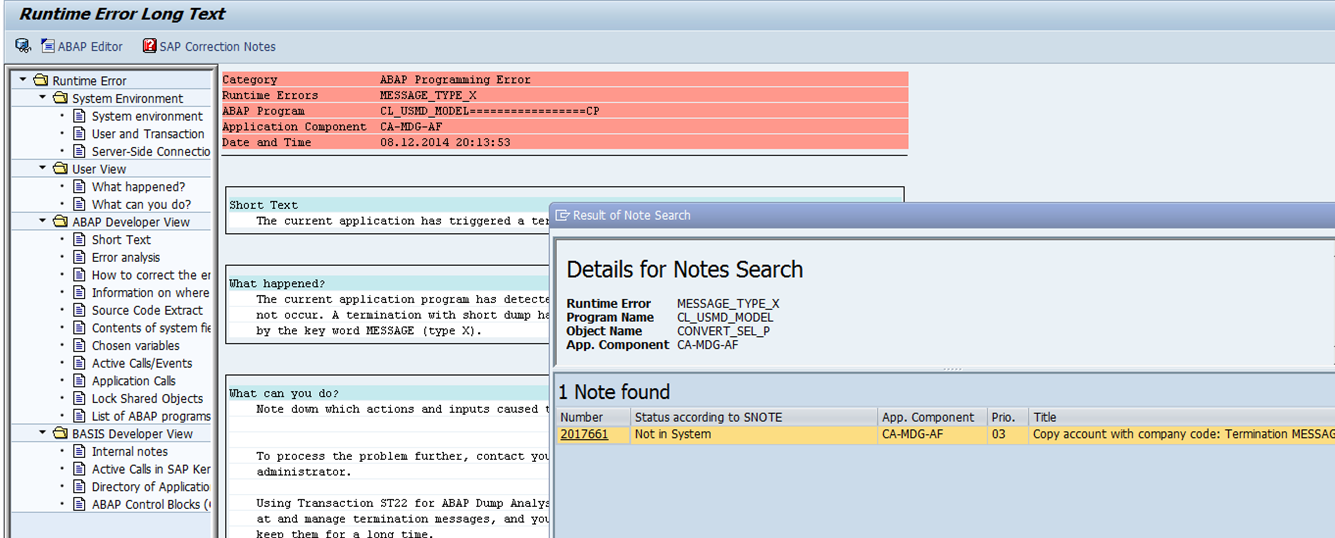 Runtime Error Long Text
ABAP Editor SAP Correction Notes
Runtime Error
System Environment
System environment
User and Transaction
Server-Side Connectio
User View
What happened?
What can you do?
ABAP Developer View
Short Text
Error analysis
How to correct the er
Information on where
Source Code Extract
Contents of system fie
Chosen variables
Active Calls/Events
Application Calls
Lock Shared Objects
List of ABAP programs
BASIS Developer View
Internal notes
Active Calls in SAP Ker
Directory of Applicatio
ABAP Control Blocks (
Category ABAP Programming Error
Runtime Errors MESSAGE_TYPE_X
ABAP Program CL_USMD_MODEL=================CP
Application Component CA-MDG-AF
Date and Time 08.12.2014 20:13:53
Short Text
The current application has triggered a ter
What happened?
The current application program has detecte
not occur. A termination with short dump ha
by the key word MESSAGE (type X).
What can you do?
Note down which actions and inputs caused t
To process the problem further, contact you
administrator.
Using Transaction ST22 for ABAP Dump Analys
at and manage termination messages, and you
keep them for a long time.
Result of Note Search
Details for Notes Search
Runtime Error MESSAGE_TYPE_X
Program Name CL_USMD_MODEL
Object Name CONVERT_SEL_P
App. Component CA-MDG-AF
1 Note found
Number Status according to SNOTE App. Component Prio. Title
2017661 Not in System CA-MDG-AF 03 Copy account with company code: Termination MESSAG